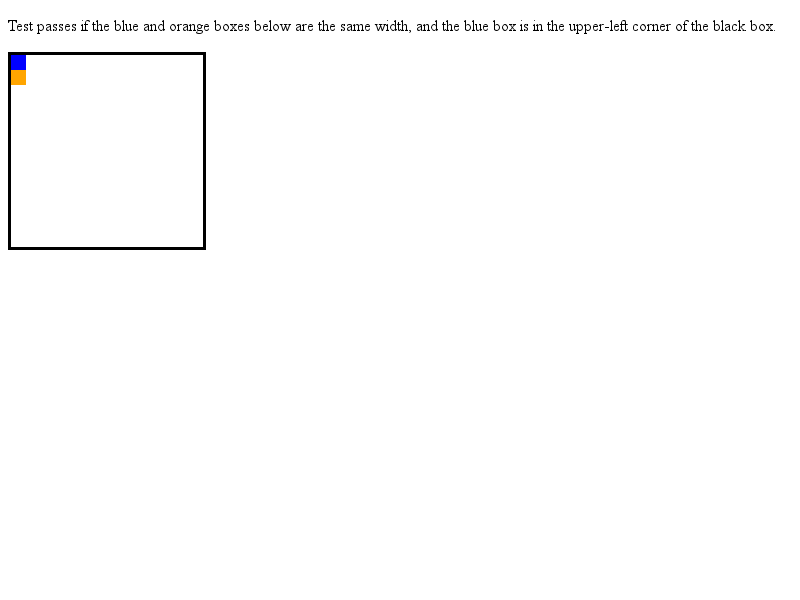 Test passes if the blue and orange boxes below are the same width, and the blue box is in the upper-left corner of the black box.